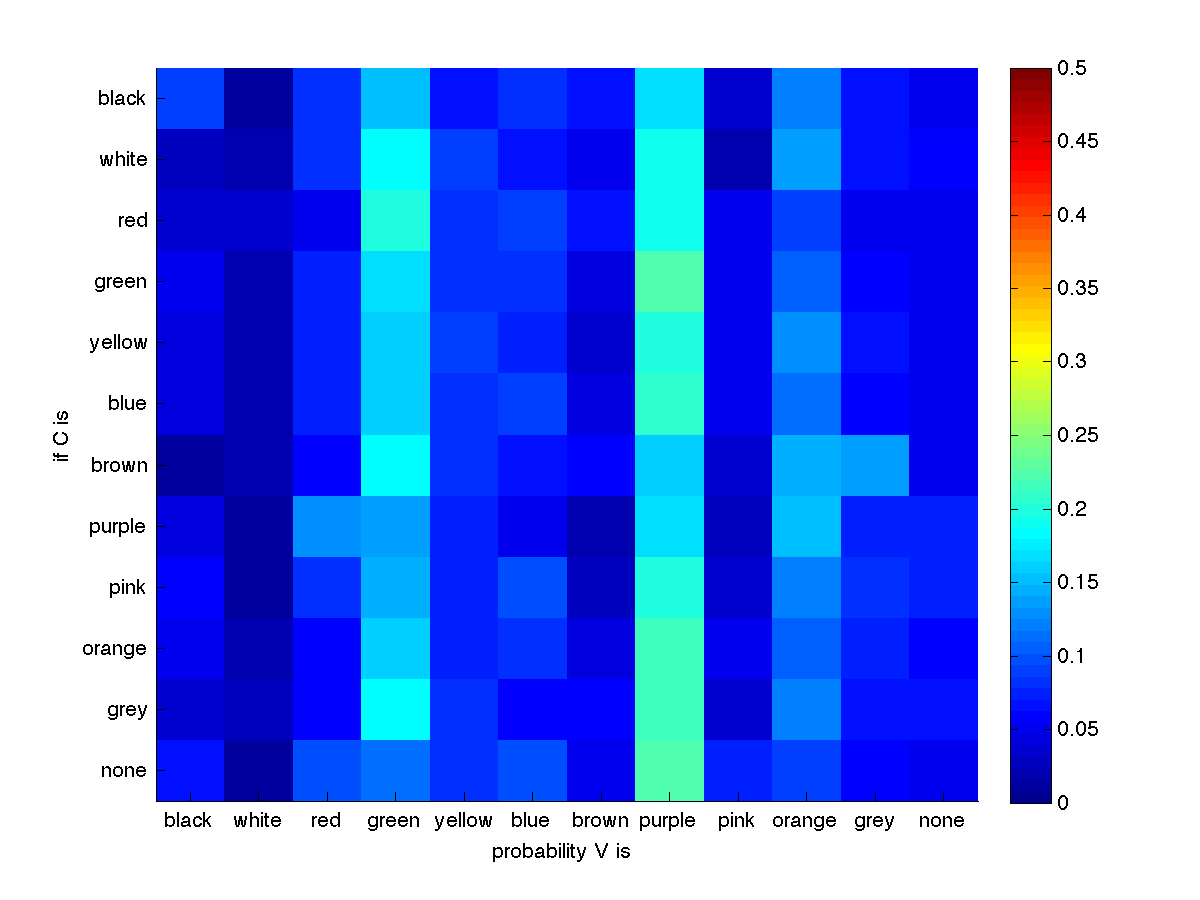 black
white
red
green
yellow
blue
brown
purple
pink
orange
grey
none
if C is
black white red green yellow blue brown purple pink orange grey none
probability V is
0.5
0.45
0.4
0.35
0.3
0.25
0.2
0.15
0.1
0.05
0